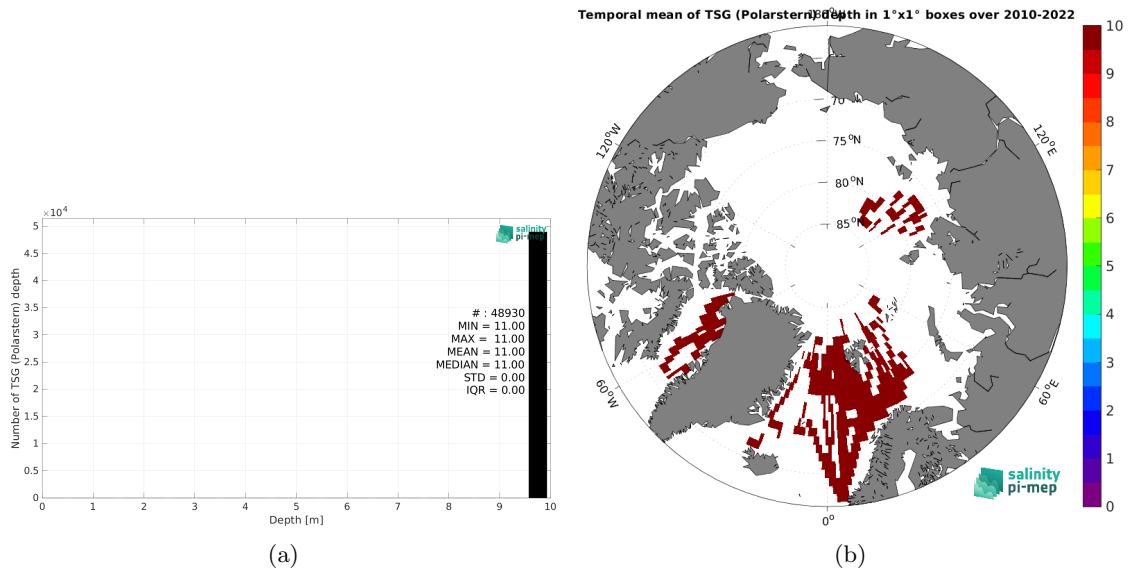 ×10⁴
5
4.5
4
3.5
3
2.5
2
1.5
1
0.5
0
Number of TSG (Polarstern) depth
salinity
pi-mep
# : 48930
MIN = 11.00
MAX = 11.00
MEAN = 11.00
MEDIAN = 11.00
STD = 0.00
IQR = 0.00
0 1 2 3 4 5 6 7 8 9 10
Depth [m]
(a)
Temporal mean of TSG (Polarstern) depth in 1°x1° boxes over 2010-2022
180°W
120°W
120°E
75°N
80°N
85°N
60°W
60°E
0°
10
9
8
7
6
5
4
3
2
1
0
salinity
pi-mep
(b)